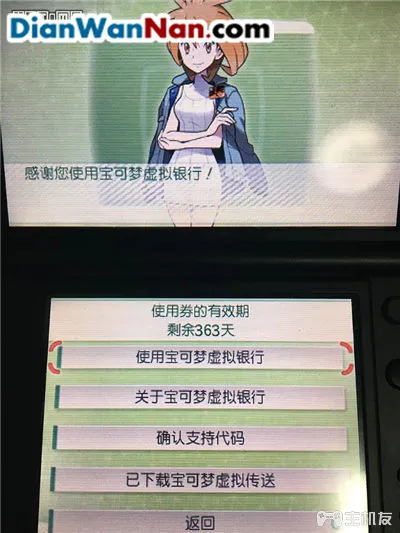 DianWanNan.com
感谢您使用宝可梦虚拟银行！
使用券的有效期
剩余363天
使用宝可梦虚拟银行
关于宝可梦虚拟银行
确认支持代码
已下载宝可梦虚拟传送
返回
主机友